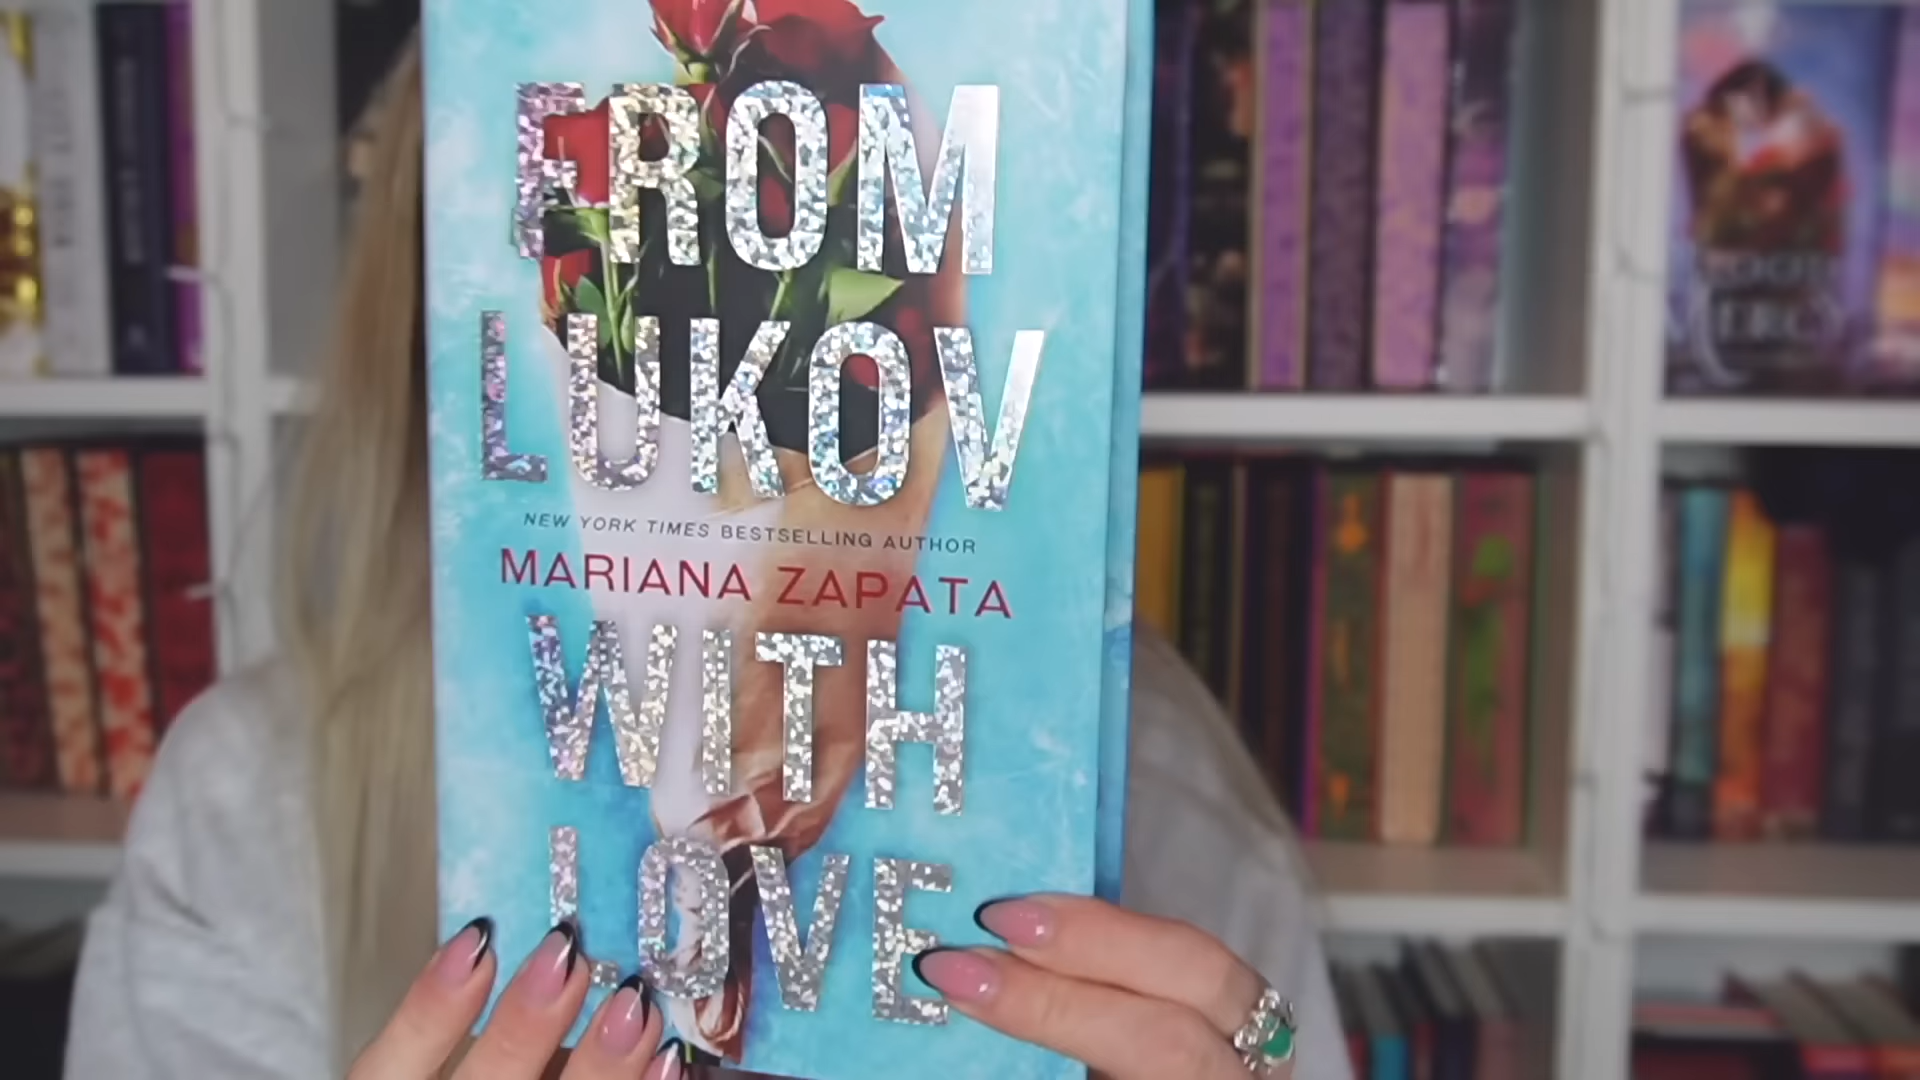 FROM
LUKOV
NEW YORK TIMES BESTSELLING AUTHOR
MARIANA ZAPATA
WITH
LOVE